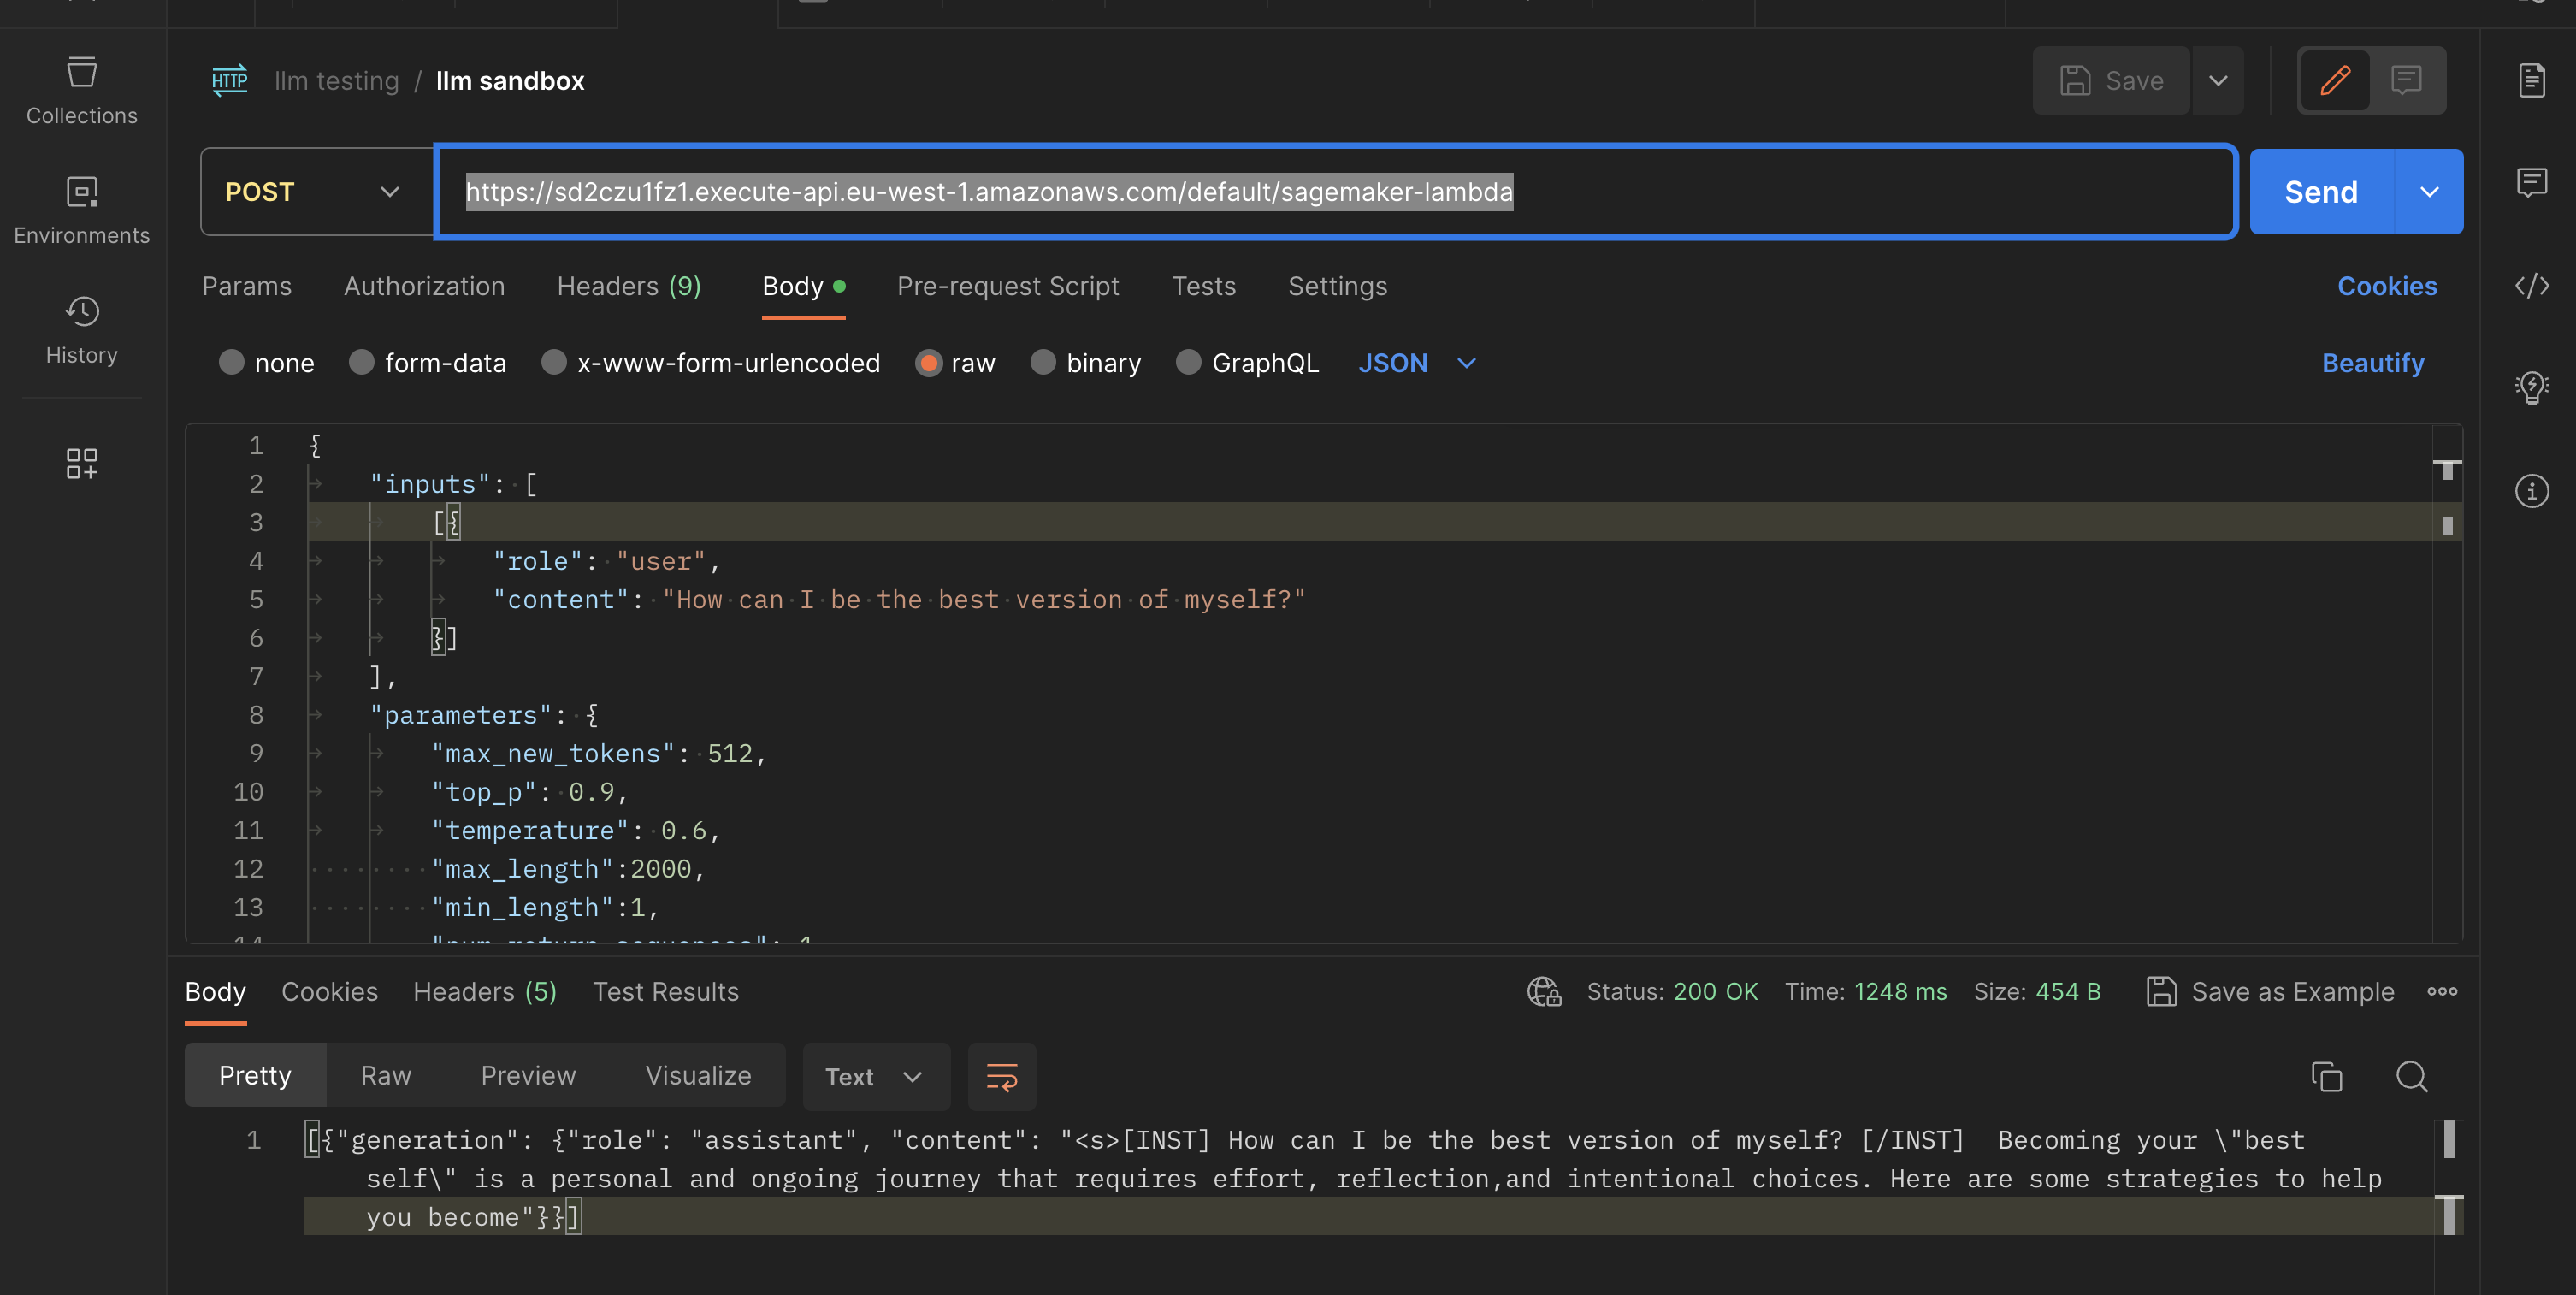 Collections
Environments
History
HTTP llm testing / llm sandbox
Save
POST
https://sd2czu1fz1.execute-api.eu-west-1.amazonaws.com/default/sagemaker-lambda
Send
Params Authorization Headers (9) Body Pre-request Script Tests Settings Cookies
none form-data x-www-form-urlencoded raw binary GraphQL JSON Beautify
1 {
2 "inputs": [
3 [{
4 "role": "user",
5 "content": "How can I be the best version of myself?"
6 }]
7 ],
8 "parameters": {
9 "max_new_tokens": 512,
10 "top_p": 0.9,
11 "temperature": 0.6,
12 "max_length":2000,
13 "min_length":1,
14 "num_return_sequences": 1
Body Cookies Headers (5) Test Results Status: 200 OK Time: 1248 ms Size: 454 B Save as Example
Pretty Raw Preview Visualize Text
1 [{"generation": {"role": "assistant", "content": "<s>[INST] How can I be the best version of myself? [/INST]  Becoming your \"best
self\" is a personal and ongoing journey that requires effort, reflection,and intentional choices. Here are some strategies to help
you become"}}]